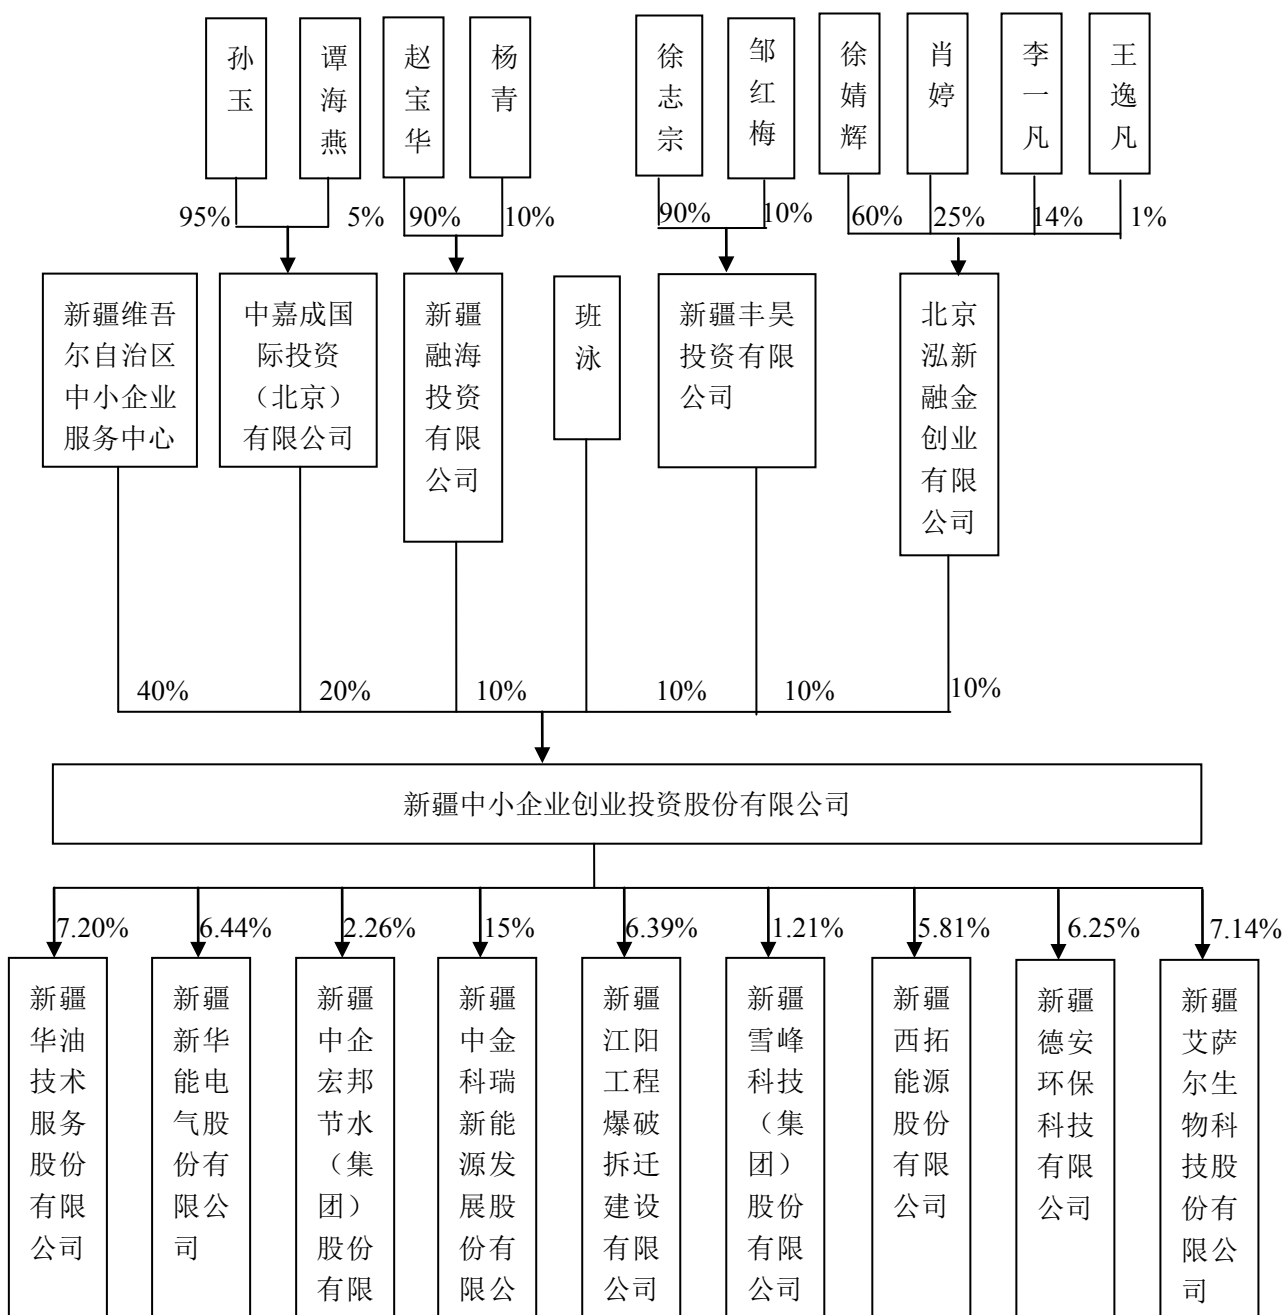 孙玉
谭海燕
赵宝华
杨青
徐志宗
邹红梅
徐婧辉
肖婷
李一凡
王逸凡
95%
5%
90%
10%
90%
10%
60%
25%
14%
1%
新疆维吾
尔自治区
中小企业
服务中心
中嘉成国
际投资
（北京）
有限公司
新疆
融海
投资
有限
公司
班泳
新疆丰昊
投资有限
公司
北京
泓新
融金
创业
有限
公司
40%
20%
10%
10%
10%
10%
新疆中小企业创业投资股份有限公司
7.20%
6.44%
2.26%
15%
6.39%
1.21%
5.81%
6.25%
7.14%
新疆
华油
技术
服务
股份
有限
公司
新疆
新华
能电
气股
份有
限公
司
新疆
中企
宏邦
节水
（集
团）
股份
有限
新疆
中金
科瑞
新能
源发
展股
份有
限公
新疆
江阳
工程
爆破
拆迁
建设
有限
公司
新疆
雪峰
科技
（集
团）
股份
有限
公司
新疆
西拓
能源
股份
有限
公司
新疆
德安
环保
科技
有限
公司
新疆
艾萨
尔生
物科
技股
份有
限公
司